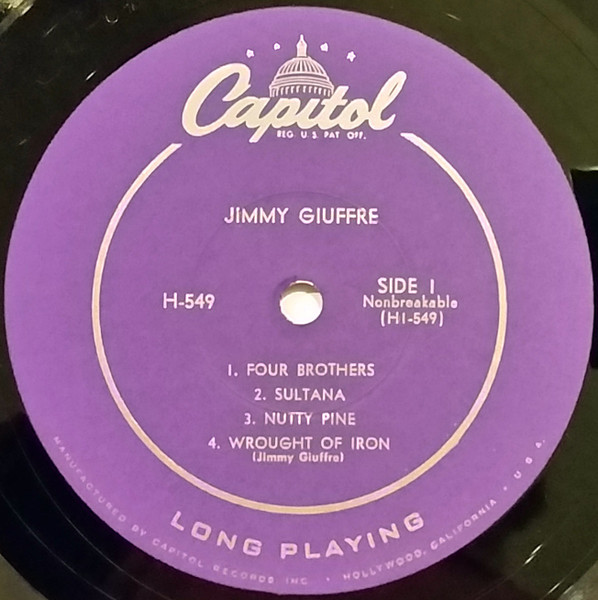 Capitol
REG U.S. PAT OFF.
JIMMY GIUFFRE
H-549
SIDE 1
Nonbreakable
(H1-549)
1. FOUR BROTHERS
2. SULTANA
3. NUTTY PINE
4. WROUGHT OF IRON
(Jimmy Giuffre)
LONG PLAYING
MANUFACTURED BY CAPITOL RECORDS INC • HOLLYWOOD, CALIFORNIA • U.S.A.